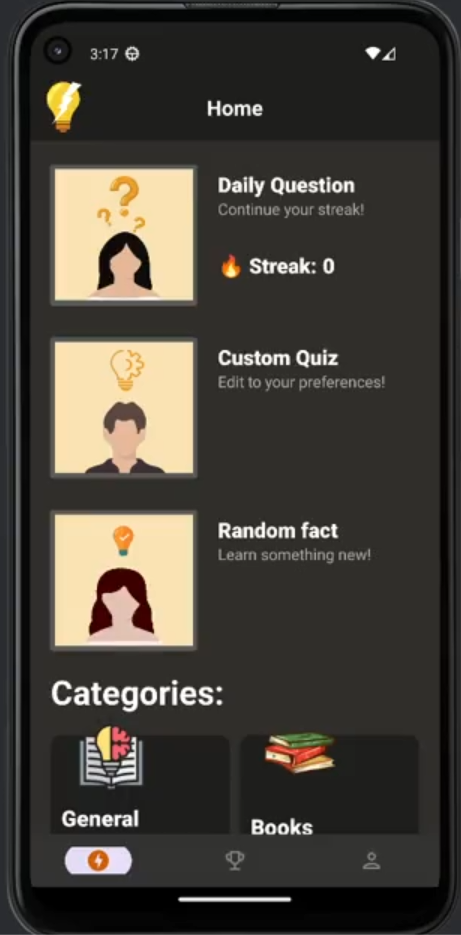 3:17
Home
Daily Question
Continue your streak!
🔥 Streak: 0
Custom Quiz
Edit to your preferences!
Random fact
Learn something new!
Categories:
General
Books